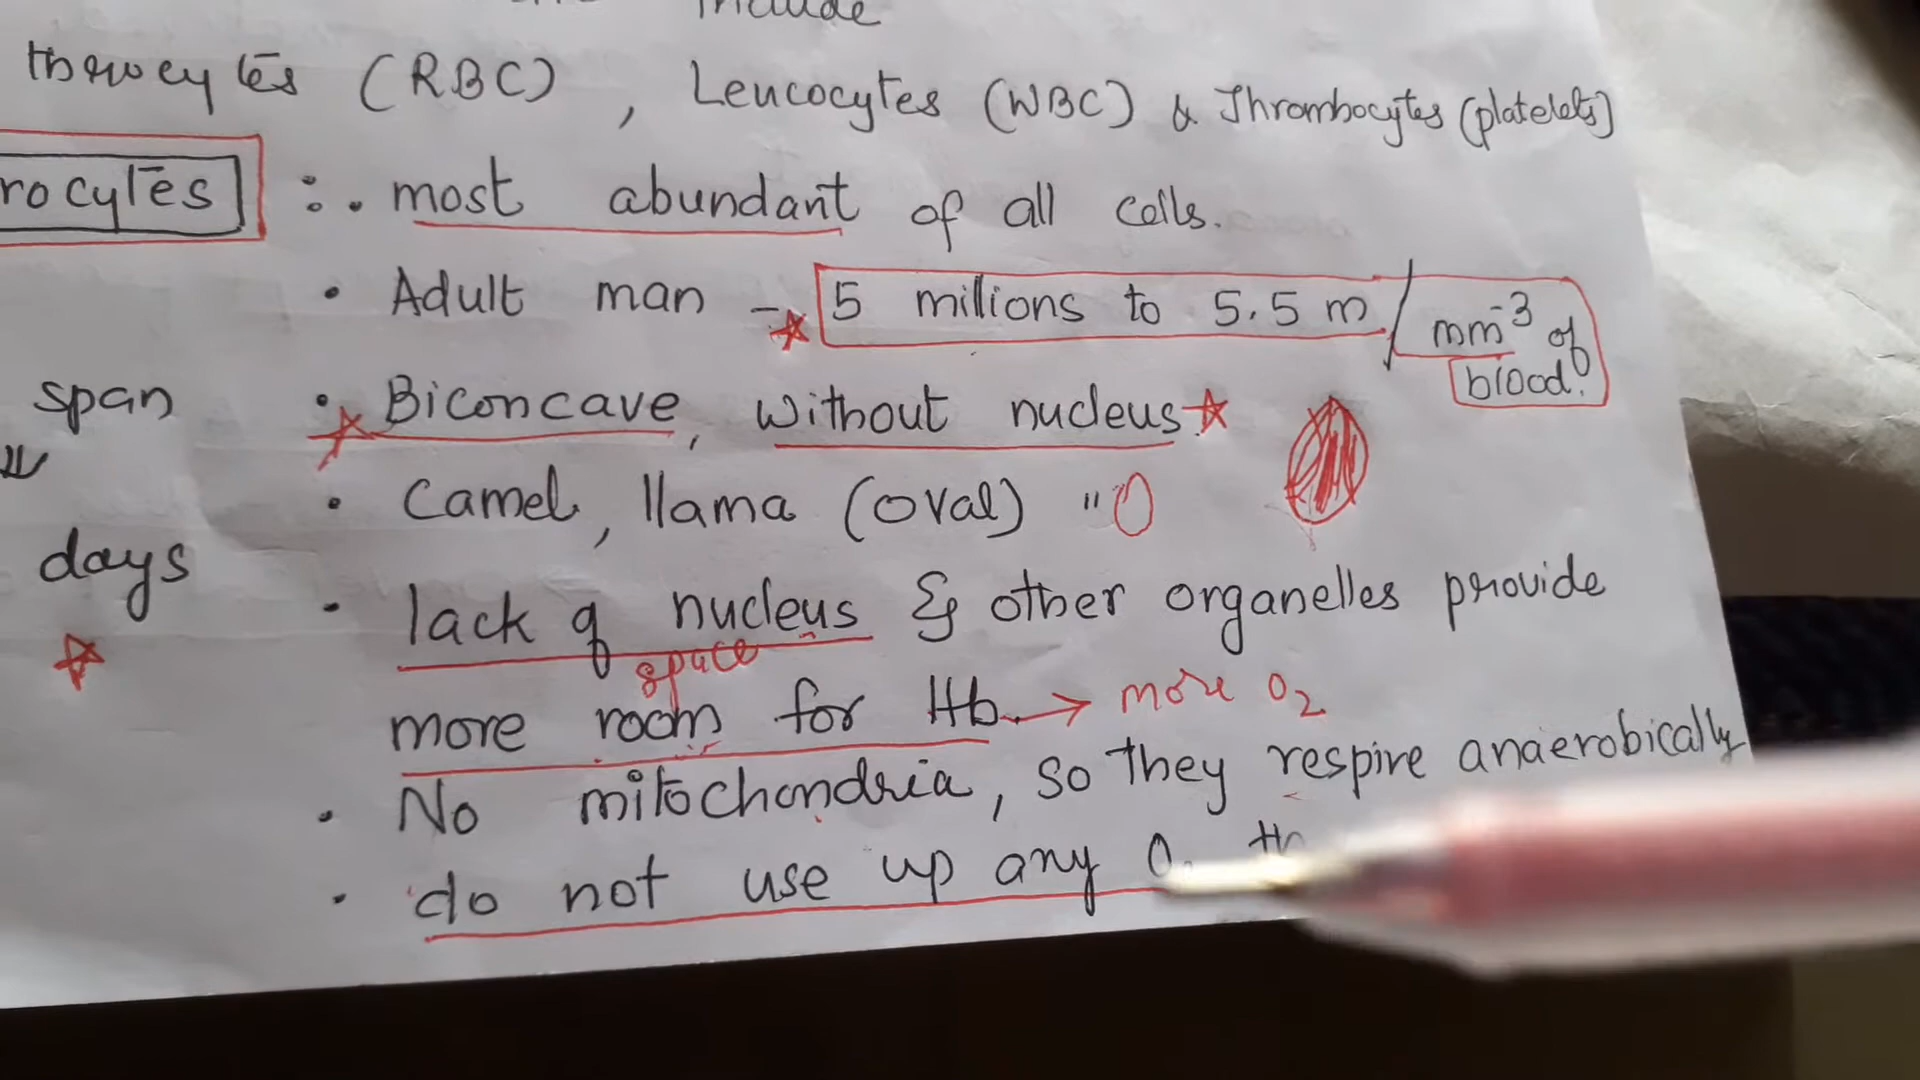 include
throcytes (RBC) , Leucocytes (WBC) & Thrombocytes (platelets)
rocytes : • most abundant of all cells.
• Adult man - 5 millions to 5.5 m / mm-3 of
blood.
span • Biconcave, without nucleus
• Camel, llama (oval) "0
days
• lack of nucleus & other organelles provide
space
more room for Hb. → more O2
• No mitochondria, so they respire anaerobically
• do not use up any O